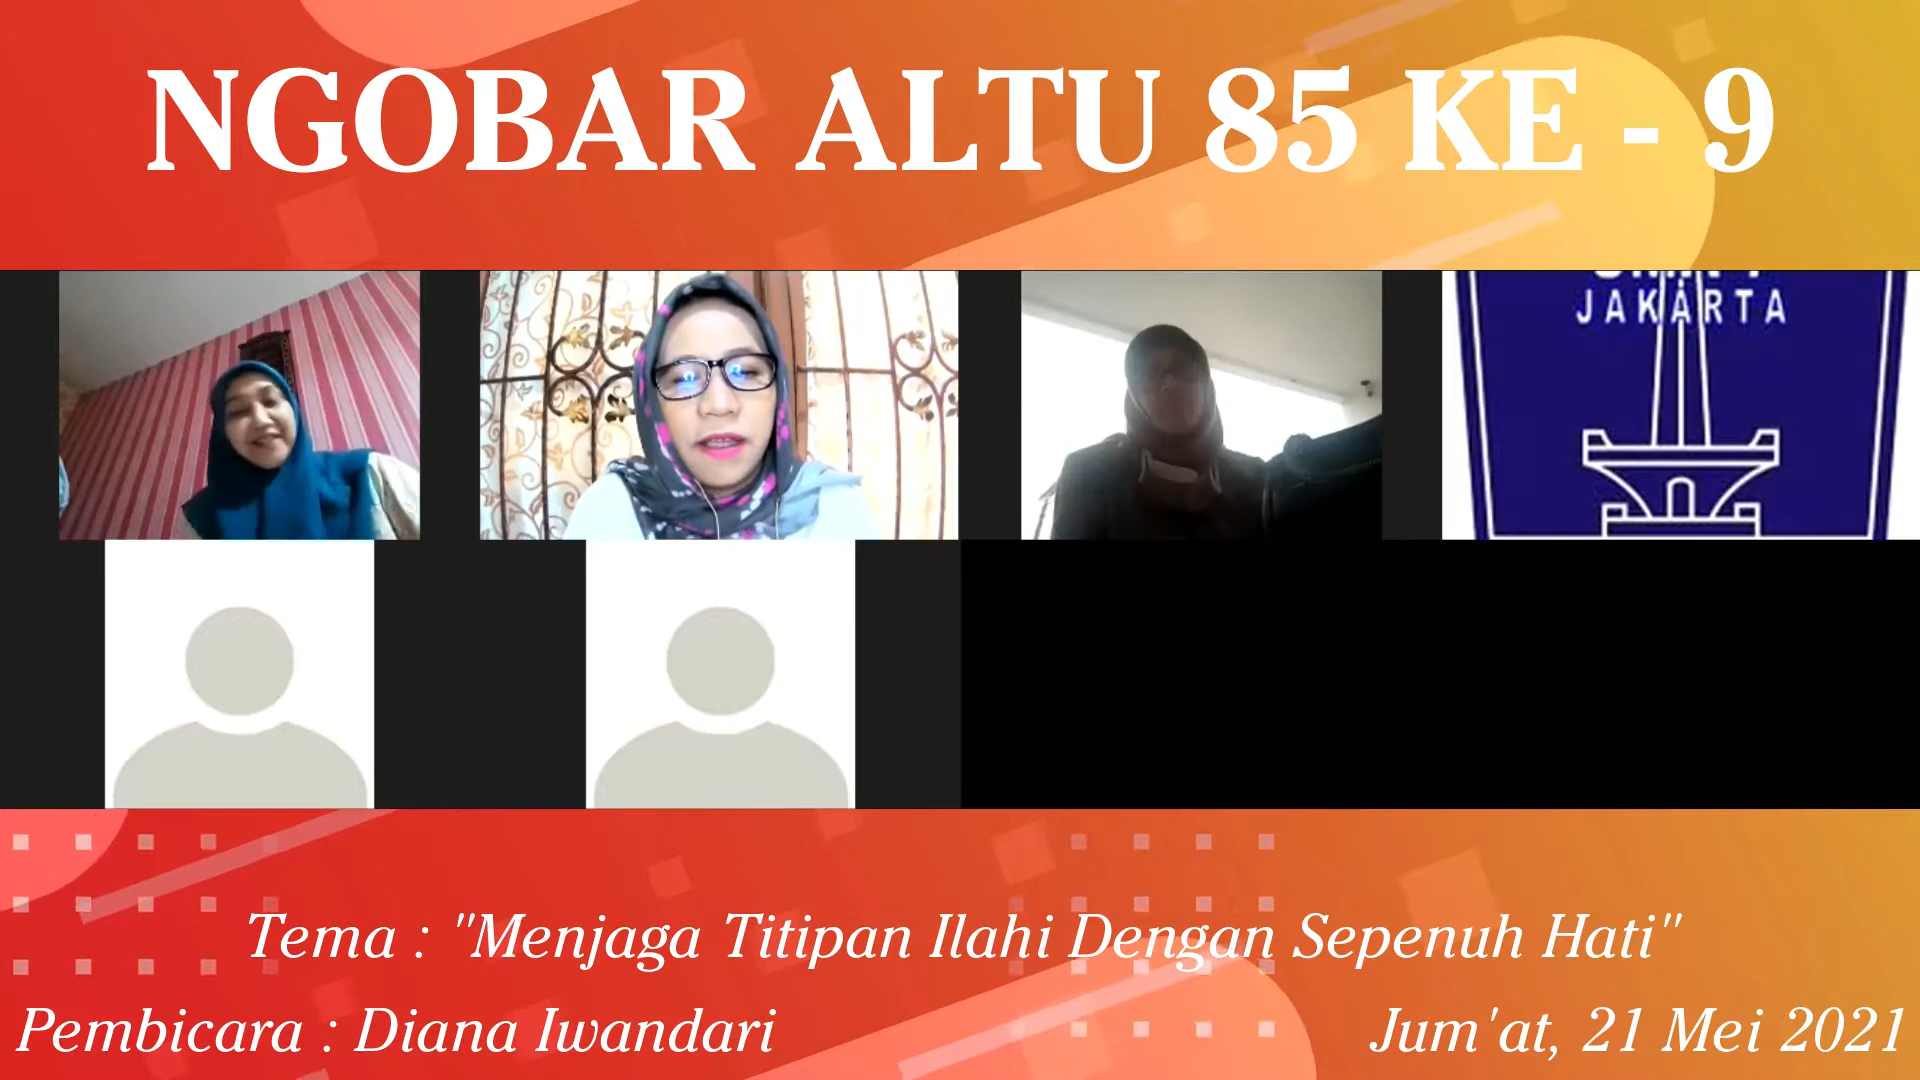 NGOBAR ALTU 85 KE - 9
JAKARTA
Tema : "Menjaga Titipan Ilahi Dengan Sepenuh Hati"
Pembicara : Diana Iwandari
Jum'at, 21 Mei 2021